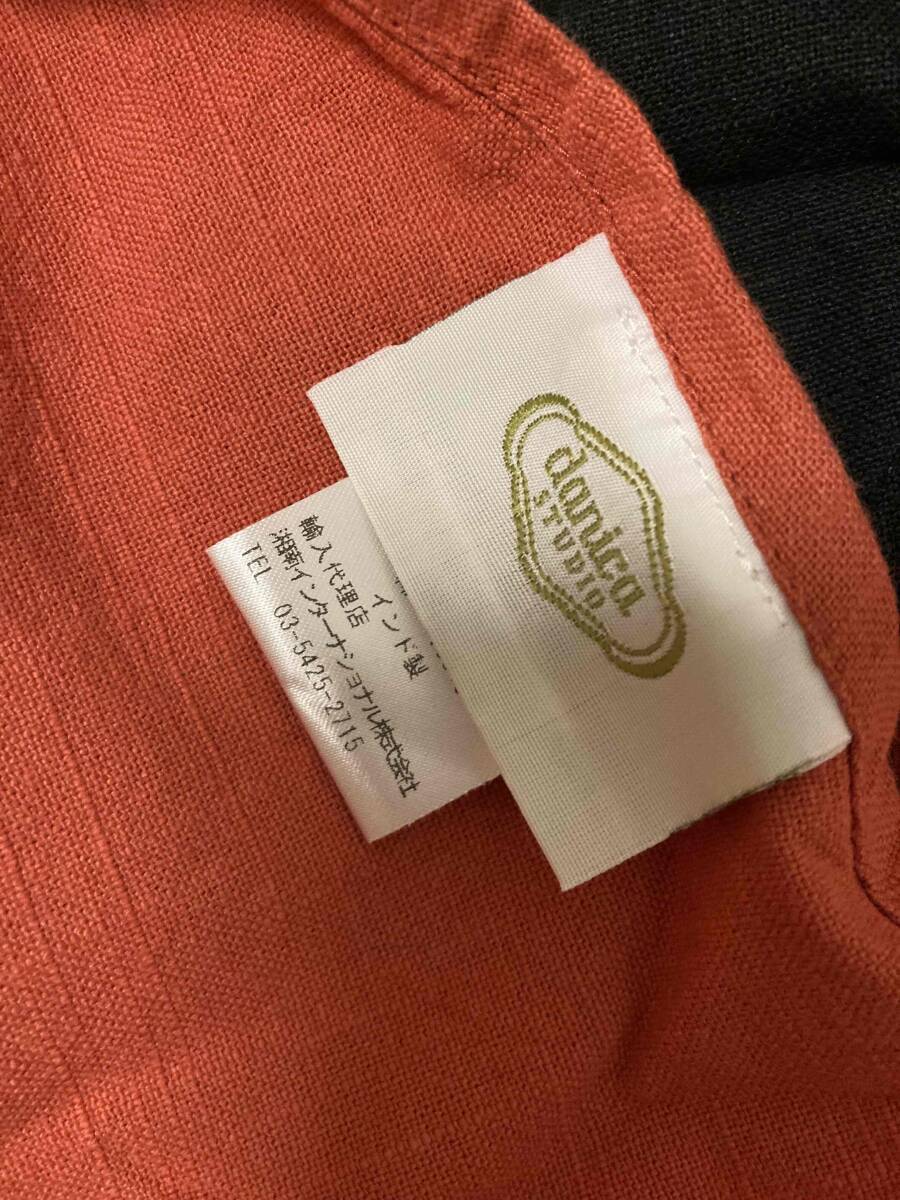 danica
STUDIO
インド製
輸入代理店
湘南インターナショナル株式会社
TEL 03-5425-2715